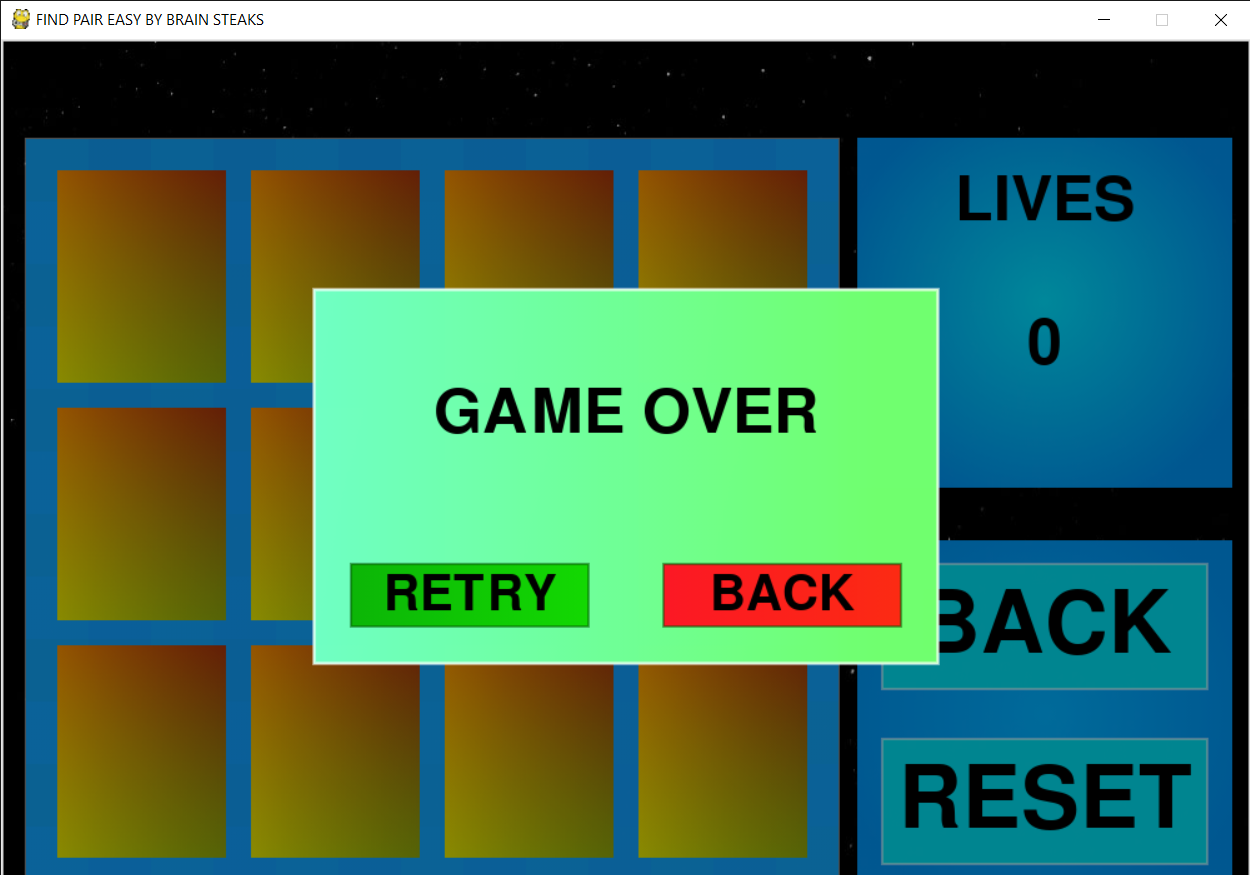 FIND PAIR EASY BY BRAIN STEAKS
LIVES
0
GAME OVER
RETRY
BACK
BACK
RESET